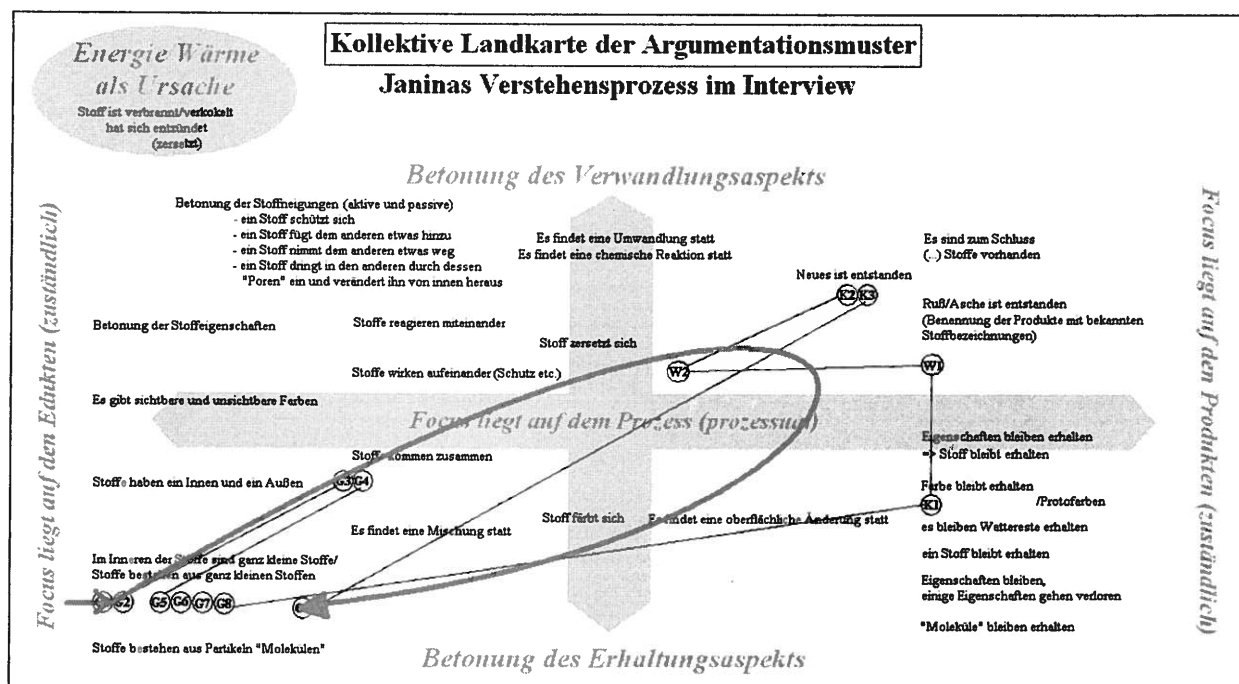 Kollektive Landkarte der Argumentationsmuster
Janinas Verstehensprozess im Interview
Energie Wärme
als Ursache
Stoff ist verbrannt/verkokelt
hat sich entzündet
(zersetzt)
Betonung des Verwandlungsaspekts
Focus liegt auf den Edukten (zuständlich)
Focus liegt auf den Produkten (zuständlich)
Betonung der Stoffneigungen (aktive und passive)
- ein Stoff schützt sich
- ein Stoff fügt dem anderen etwas hinzu
- ein Stoff nimmt dem anderen etwas weg
- ein Stoff dringt in den anderen durch dessen
"Poren" ein und verändert ihn von innen heraus
Es findet eine Umwandlung statt
Es findet eine chemische Reaktion statt
Es sind zum Schluss
(...) Stoffe vorhanden
Neues ist entstanden
K2 K3
Betonung der Stoffeigenschaften
Stoffe reagieren miteinander
Ruß/Asche ist entstanden
(Benennung der Produkte mit bekannten
Stoffbezeichnungen)
Stoff zersetzt sich
Stoffe wirken aufeinander (Schutz etc.)
W2
W1
Es gibt sichtbare und unsichtbare Farben
Focus liegt auf dem Prozess (prozessual)
Eigenschaften bleiben erhalten
=> Stoff bleibt erhalten
Stoffe kommen zusammen
Stoffe haben ein Innen und ein Außen
G3 G4
Farbe bleibt erhalten
/Protofarben
K1
Es findet eine Mischung statt
Stoff färbt sich
Es findet eine oberflächliche Änderung statt
es bleiben Wattereste erhalten
Im Inneren der Stoffe sind ganz kleine Stoffe/
Stoffe bestehen aus ganz kleinen Stoffen
ein Stoff bleibt erhalten
Eigenschaften bleiben,
einige Eigenschaften gehen verloren
G2 G5 G6 G7 G8
"Moleküle" bleiben erhalten
Stoffe bestehen aus Partikeln "Molekülen"
Betonung des Erhaltungsaspekts